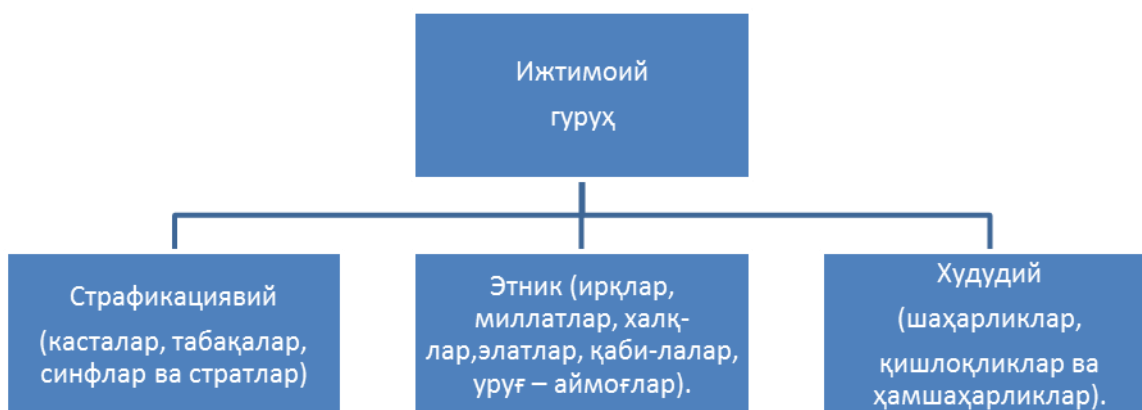 Ижтимоий
гуруҳ
Страфикациявий
(касталар, табақалар,
синфлар ва стратлар)
Этник (ирқлар,
миллатлар, халқ-
лар,элатлар, қаби-лалар,
уруғ – аймоғлар).
Худудий
(шаҳарликлар,
қишлоқликлар ва
ҳамшаҳарликлар).